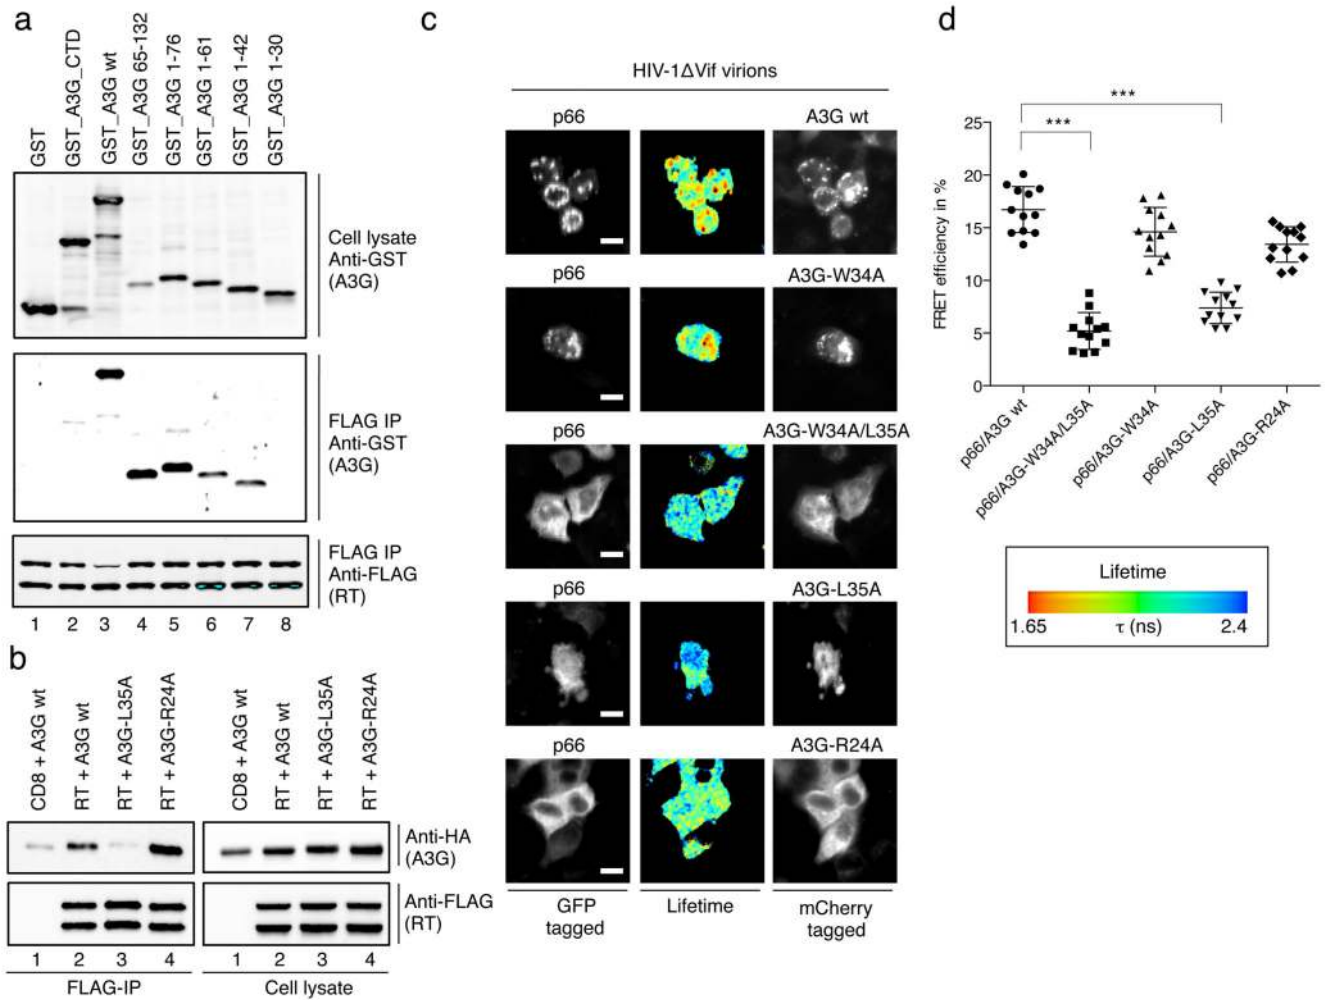 a
GST
GST_A3G_CTD
GST_A3G wt
GST_A3G 65-132
GST_A3G 1-76
GST_A3G 1-61
GST_A3G 1-42
GST_A3G 1-30
Cell lysate
Anti-GST
(A3G)
FLAG IP
Anti-GST
(A3G)
FLAG IP
Anti-FLAG
(RT)
1 2 3 4 5 6 7 8
b
CD8 + A3G wt
RT + A3G wt
RT + A3G-L35A
RT + A3G-R24A
CD8 + A3G wt
RT + A3G wt
RT + A3G-L35A
RT + A3G-R24A
Anti-HA
(A3G)
Anti-FLAG
(RT)
1 2 3 4
1 2 3 4
FLAG-IP
Cell lysate
c
HIV-1ΔVif virions
p66
A3G wt
p66
A3G-W34A
p66
A3G-W34A/L35A
p66
A3G-L35A
p66
A3G-R24A
GFP
tagged
Lifetime
mCherry
tagged
d
***
***
FRET efficiency in %
25
20
15
10
5
0
p66/A3G wt
p66/A3G-W34A/L35A
p66/A3G-W34A
p66/A3G-L35A
p66/A3G-R24A
Lifetime
1.65 τ (ns) 2.4